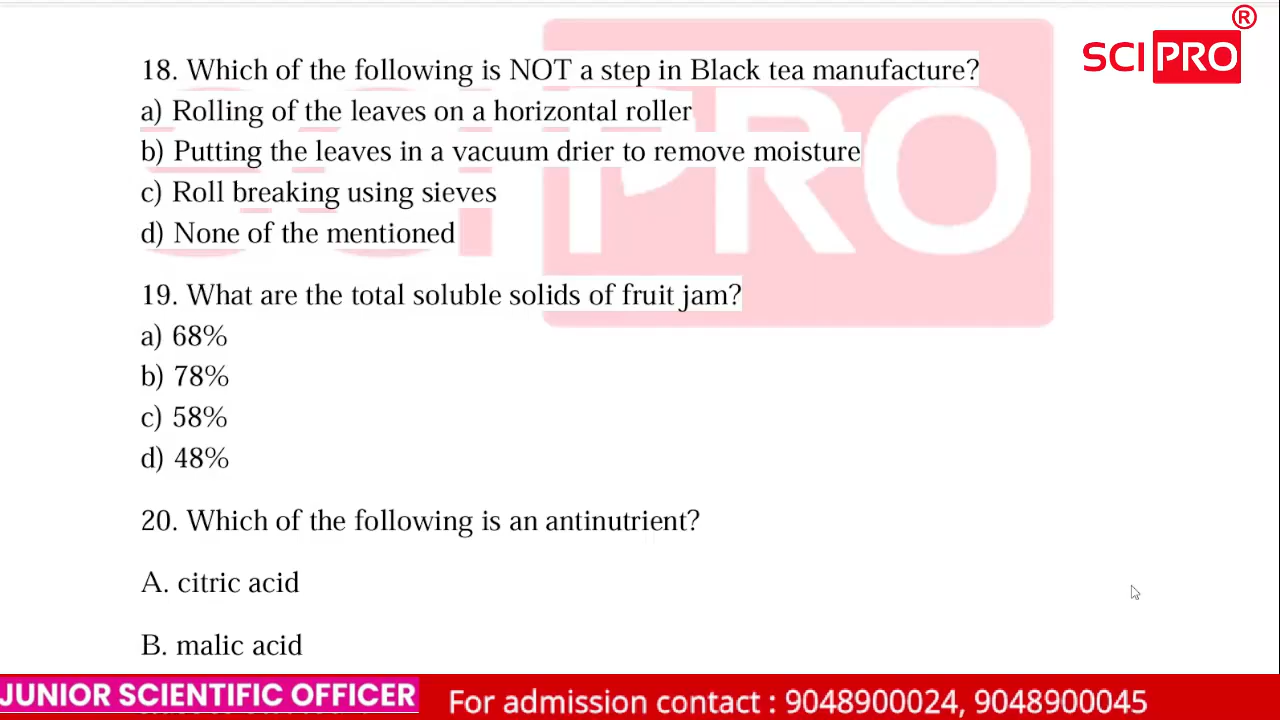 SCIPRO®
18. Which of the following is NOT a step in Black tea manufacture?
a) Rolling of the leaves on a horizontal roller
b) Putting the leaves in a vacuum drier to remove moisture
c) Roll breaking using sieves
d) None of the mentioned
19. What are the total soluble solids of fruit jam?
a) 68%
b) 78%
c) 58%
d) 48%
20. Which of the following is an antinutrient?
A. citric acid
B. malic acid
JUNIOR SCIENTIFIC OFFICER
For admission contact : 9048900024, 9048900045